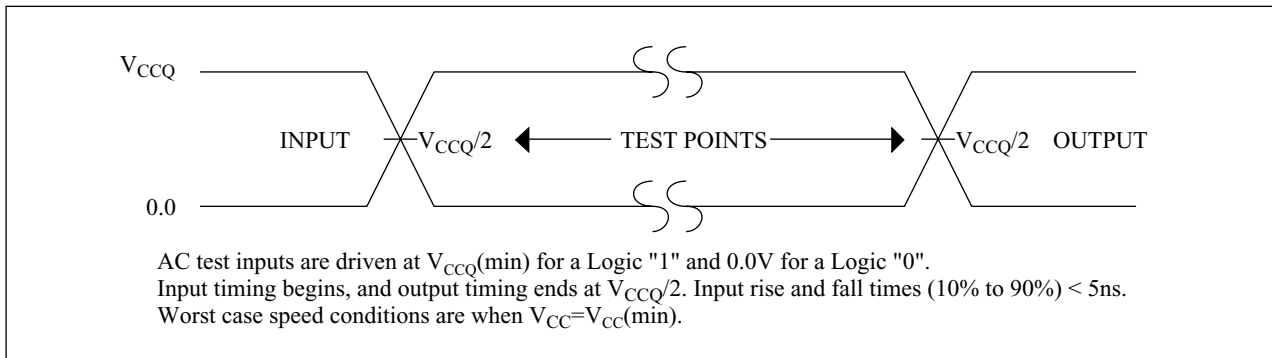 VCCQ
INPUT VCCQ/2 TEST POINTS VCCQ/2 OUTPUT
0.0
AC test inputs are driven at VCCQ(min) for a Logic "1" and 0.0V for a Logic "0".
Input timing begins, and output timing ends at VCCQ/2. Input rise and fall times (10% to 90%) < 5ns.
Worst case speed conditions are when VCC=VCC(min).